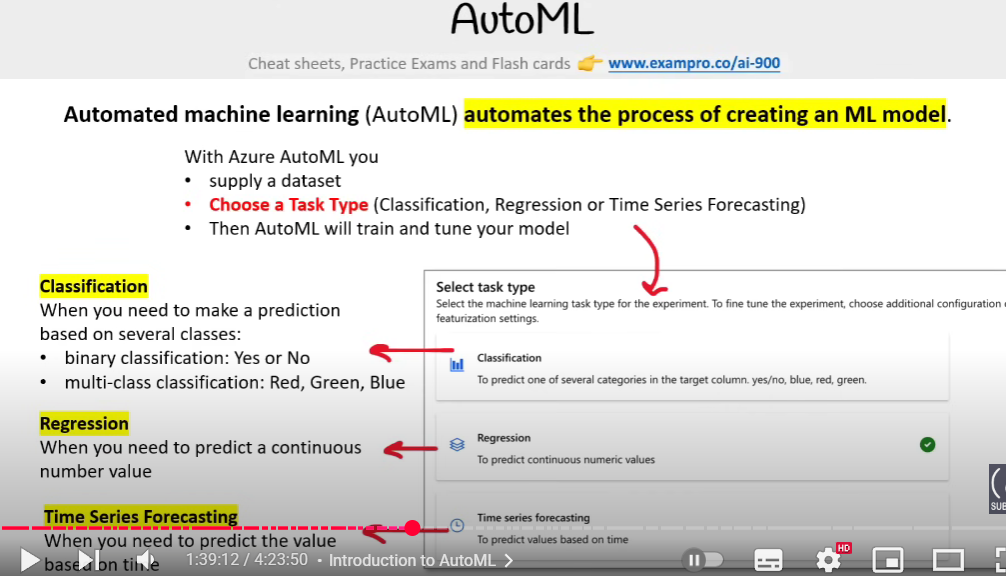 AutoML
Cheat sheets, Practice Exams and Flash cards 👉 www.exampro.co/ai-900
Automated machine learning (AutoML) automates the process of creating an ML model.
With Azure AutoML you
• supply a dataset
• Choose a Task Type (Classification, Regression or Time Series Forecasting)
• Then AutoML will train and tune your model
Classification
When you need to make a prediction
based on several classes:
• binary classification: Yes or No
• multi-class classification: Red, Green, Blue
Regression
When you need to predict a continuous
number value
Time Series Forecasting
When you need to predict the value
based on time
Select task type
Select the machine learning task type for the experiment. To fine tune the experiment, choose additional configuration
featurization settings.
Classification
To predict one of several categories in the target column. yes/no, blue, red, green.
Regression
To predict continuous numeric values
Time series forecasting
To predict values based on time
SUB
1:39:12 / 4:23:50 • Introduction to AutoML
HD